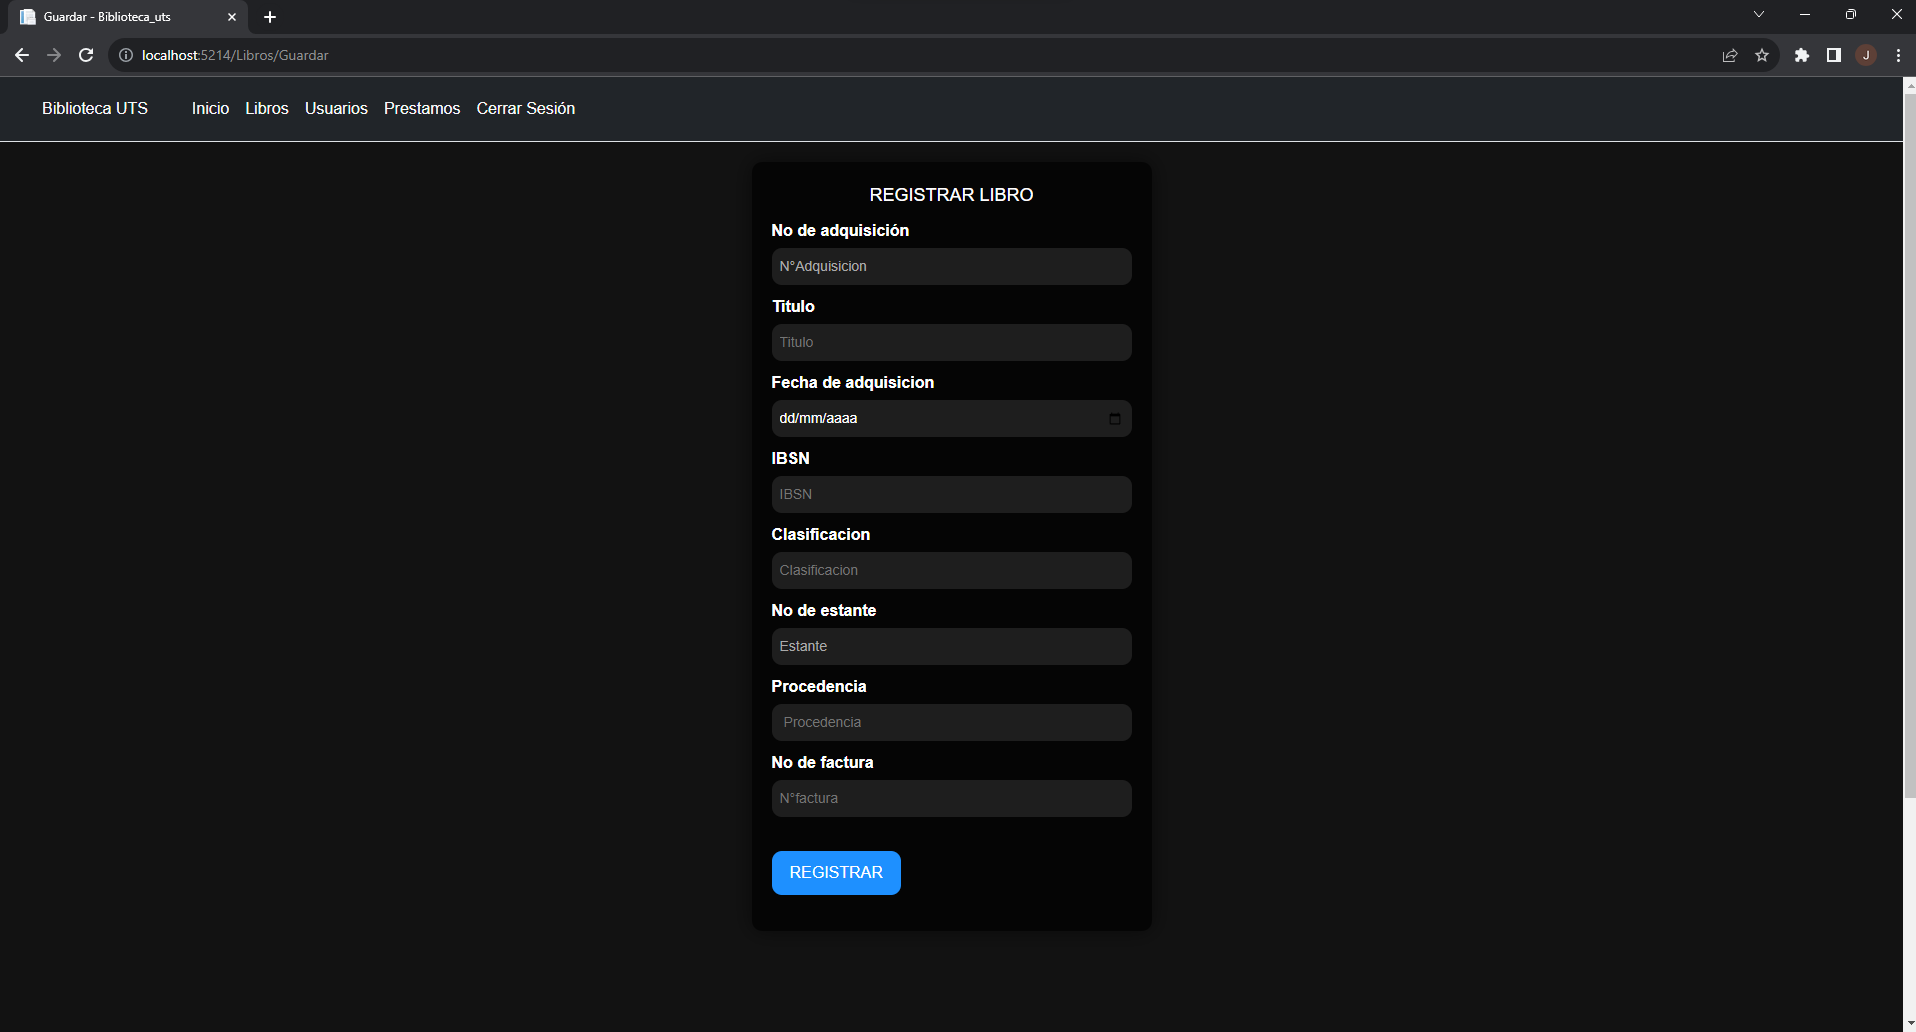 Guardar - Biblioteca_uts
localhost:5214/Libros/Guardar
J
Biblioteca UTS Inicio Libros Usuarios Prestamos Cerrar Sesión
REGISTRAR LIBRO
No de adquisición
N°Adquisicion
Titulo
Titulo
Fecha de adquisicion
dd/mm/aaaa
IBSN
IBSN
Clasificacion
Clasificacion
No de estante
Estante
Procedencia
Procedencia
No de factura
N°factura
REGISTRAR